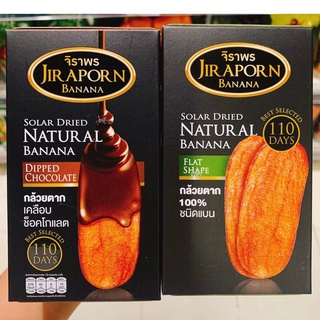 จิราพร
JIRAPORN
BANANA
SOLAR DRIED
NATURAL
BANANA
DIPPED
CHOCOLATE
กล้วยตาก
เคลือบ
ช็อคโกแลต
BEST SELECTED
110
DAYS
จิราพร
JIRAPORN
BANANA
SOLAR DRIED
NATURAL
BANANA
FLAT
SHAPE
BEST SELECTED
110
DAYS
กล้วยตาก
100%
ชนิดแบน